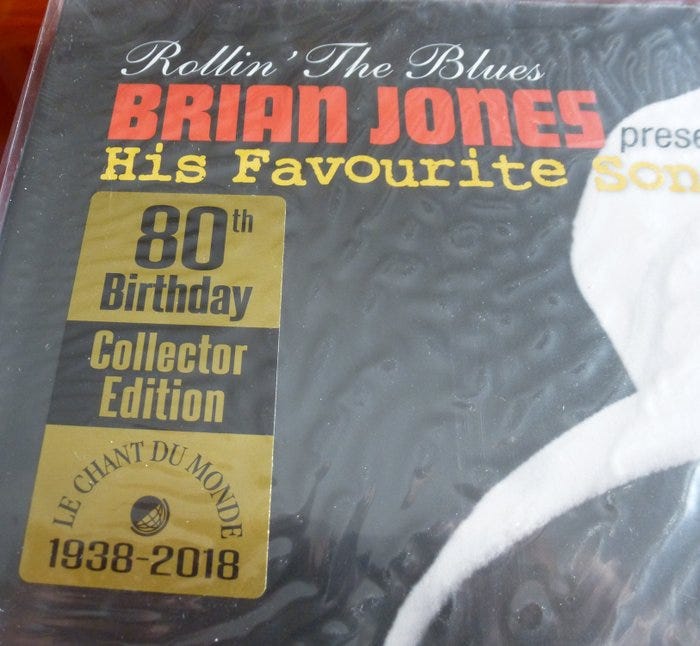 Rollin' The Blues
BRIAN JONES
His Favourite
80th
Birthday
Collector
Edition
LE CHANT DU MONDE
1938-2018